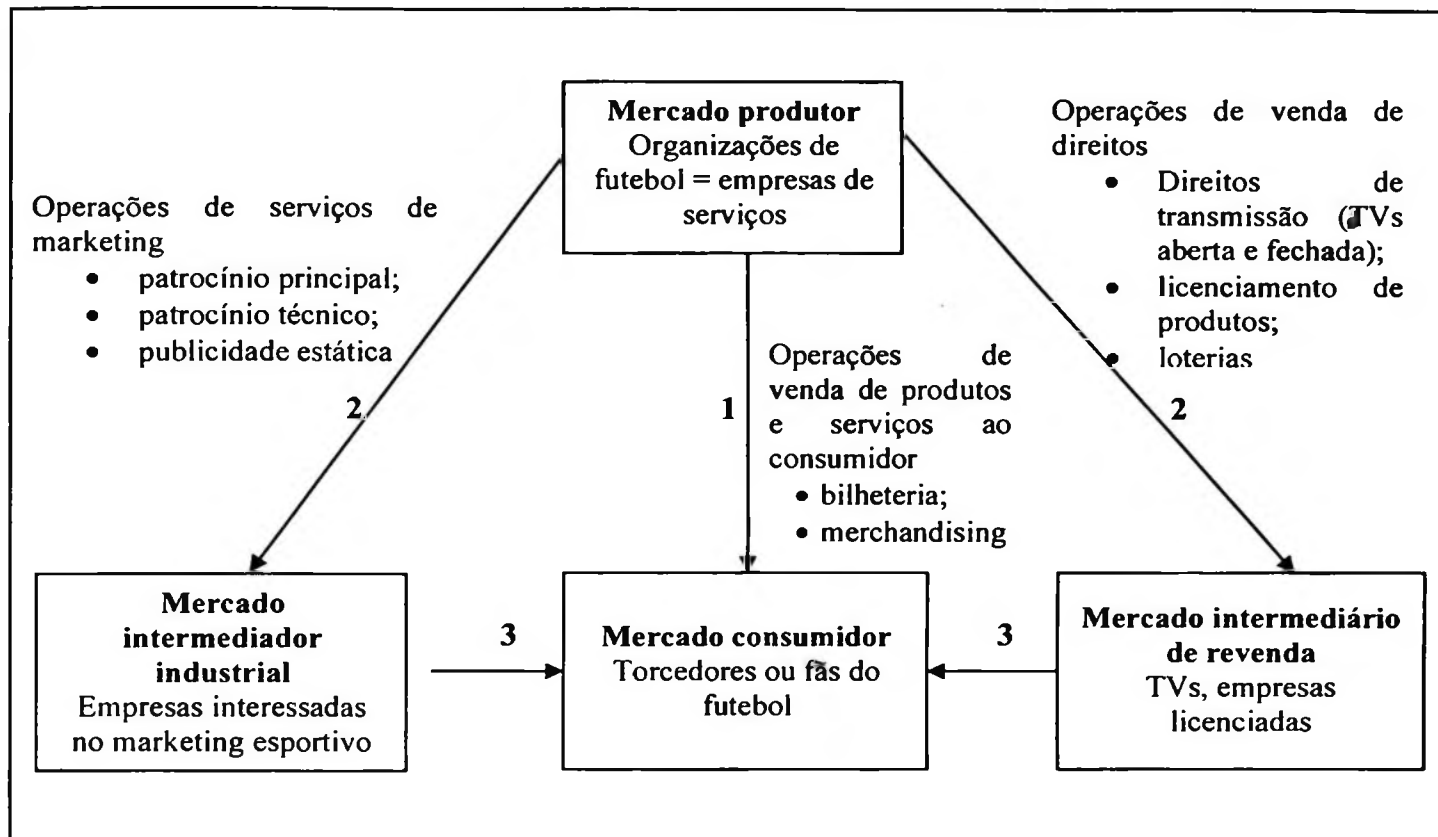 Mercado produtor
Organizações de
futebol = empresas de
serviços
Operações de serviços de
marketing
• patrocínio principal;
• patrocínio técnico;
• publicidade estática
Operações de venda de
direitos
• Direitos de
transmissão (TVs
aberta e fechada);
• licenciamento de
produtos;
• loterias
2
1
Operações de
venda de produtos
e serviços ao
consumidor
• bilheteria;
• merchandising
2
Mercado
intermediador
industrial
Empresas interessadas
no marketing esportivo
3
Mercado consumidor
Torcedores ou fãs do
futebol
3
Mercado intermediário
de revenda
TVs, empresas
licenciadas